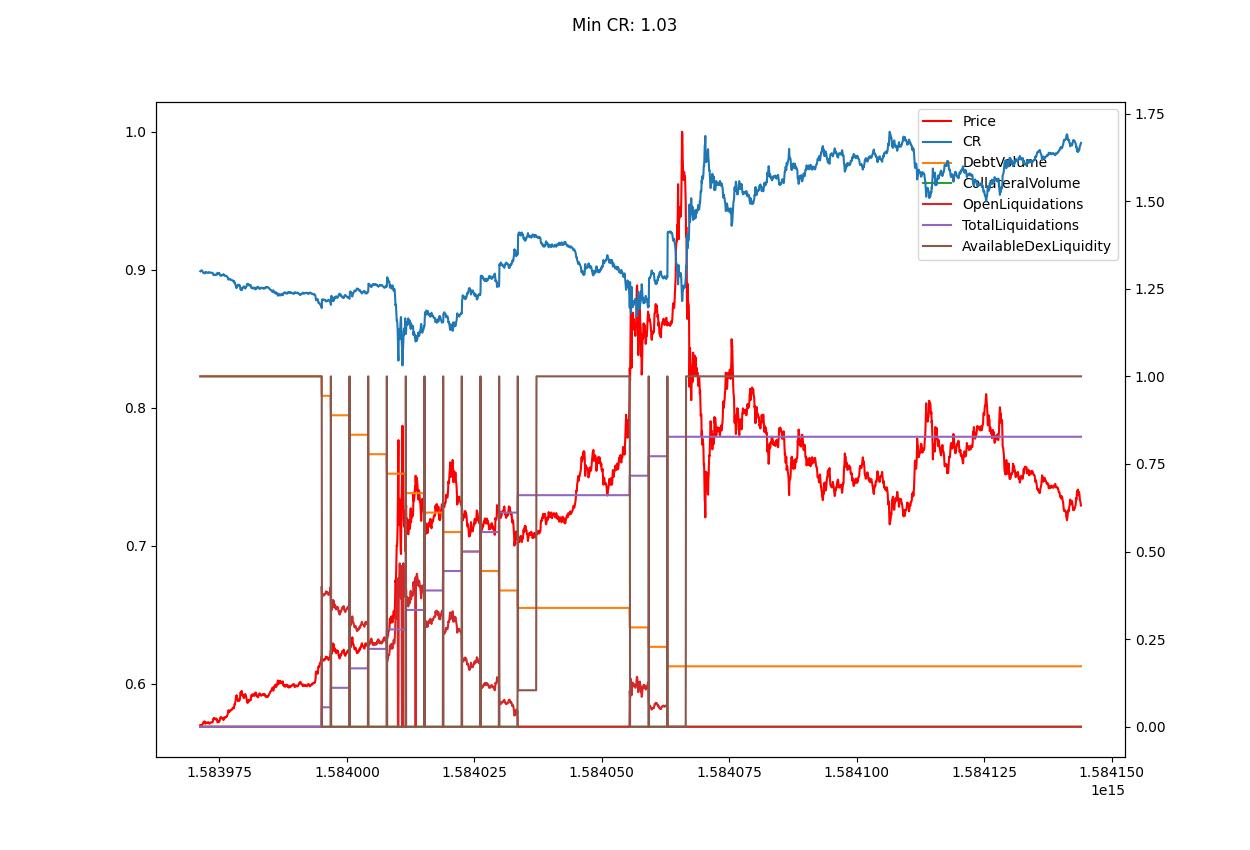 Min CR: 1.03
1.0
0.9
0.8
0.7
0.6
1.75
1.50
1.25
1.00
0.75
0.50
0.25
0.00
Price
CR
DebtVolume
CollateralVolume
OpenLiquidations
TotalLiquidations
AvailableDexLiquidity
1.583975 1.584000 1.584025 1.584050 1.584075 1.584100 1.584125 1.584150
1e15